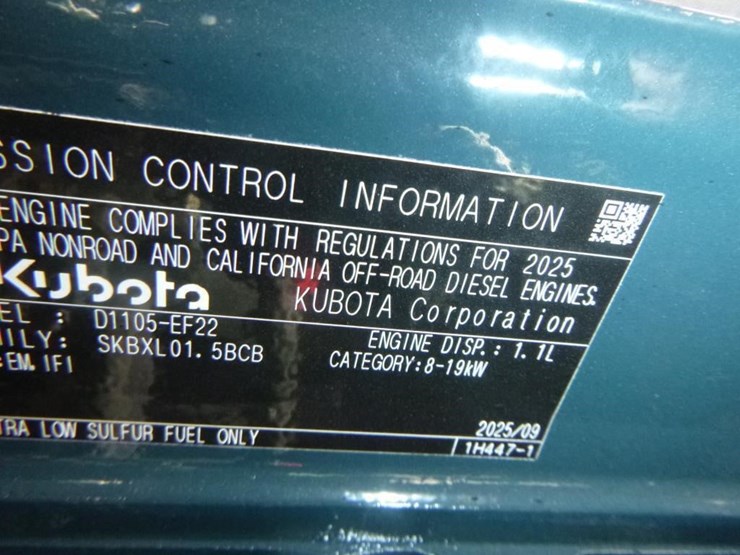 SSION CONTROL INFORMATION
ENGINE COMPLIES WITH REGULATIONS FOR 2025
PA NONROAD AND CALIFORNIA OFF-ROAD DIESEL ENGINES.
Kubota KUBOTA Corporation
EL : D1105-EF22 ENGINE DISP.: 1.1L
ILY: SKBXL01.5BCB CATEGORY:8-19kW
:EM,IFI
2025/09
TRA LOW SULFUR FUEL ONLY 1H447-1